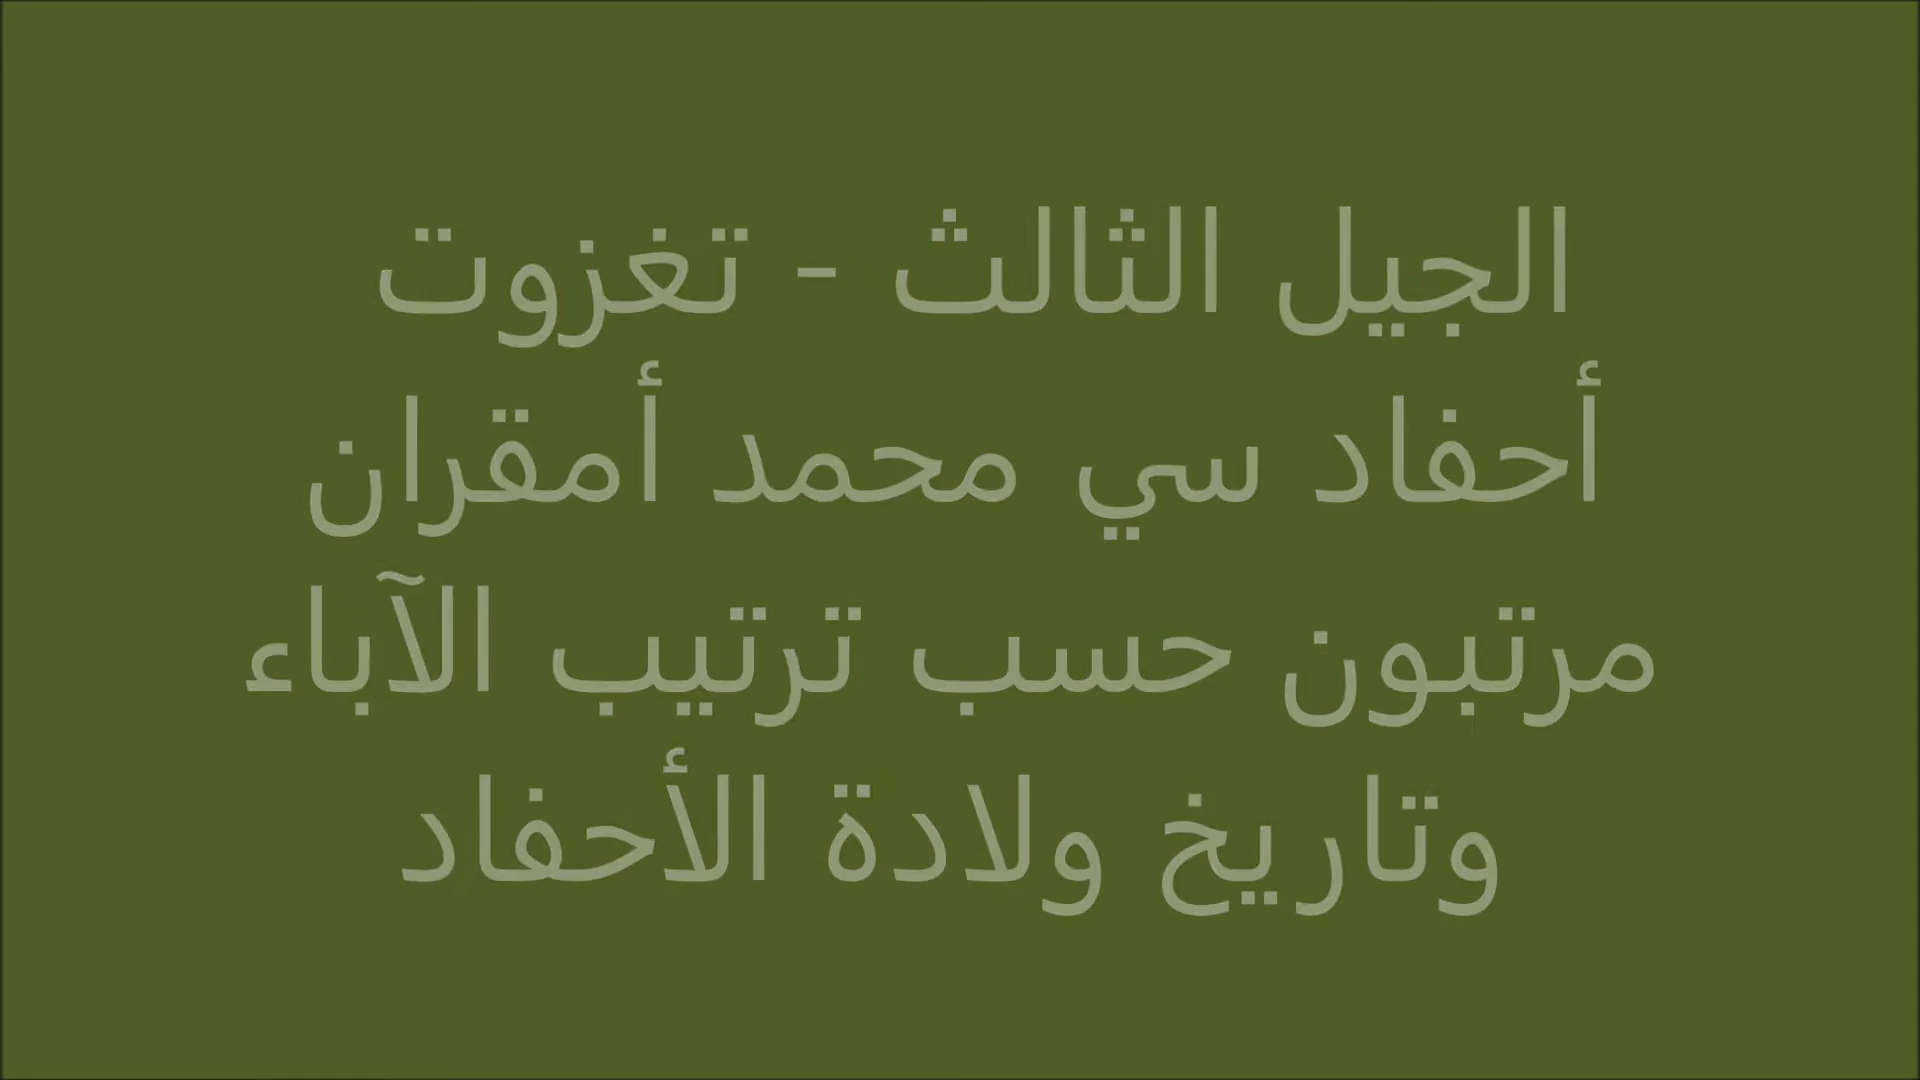 الجيل الثالث - تغزوت
أحفاد سي محمد أمقران
مرتبون حسب ترتيب الآباء
وتاريخ ولادة الأحفاد